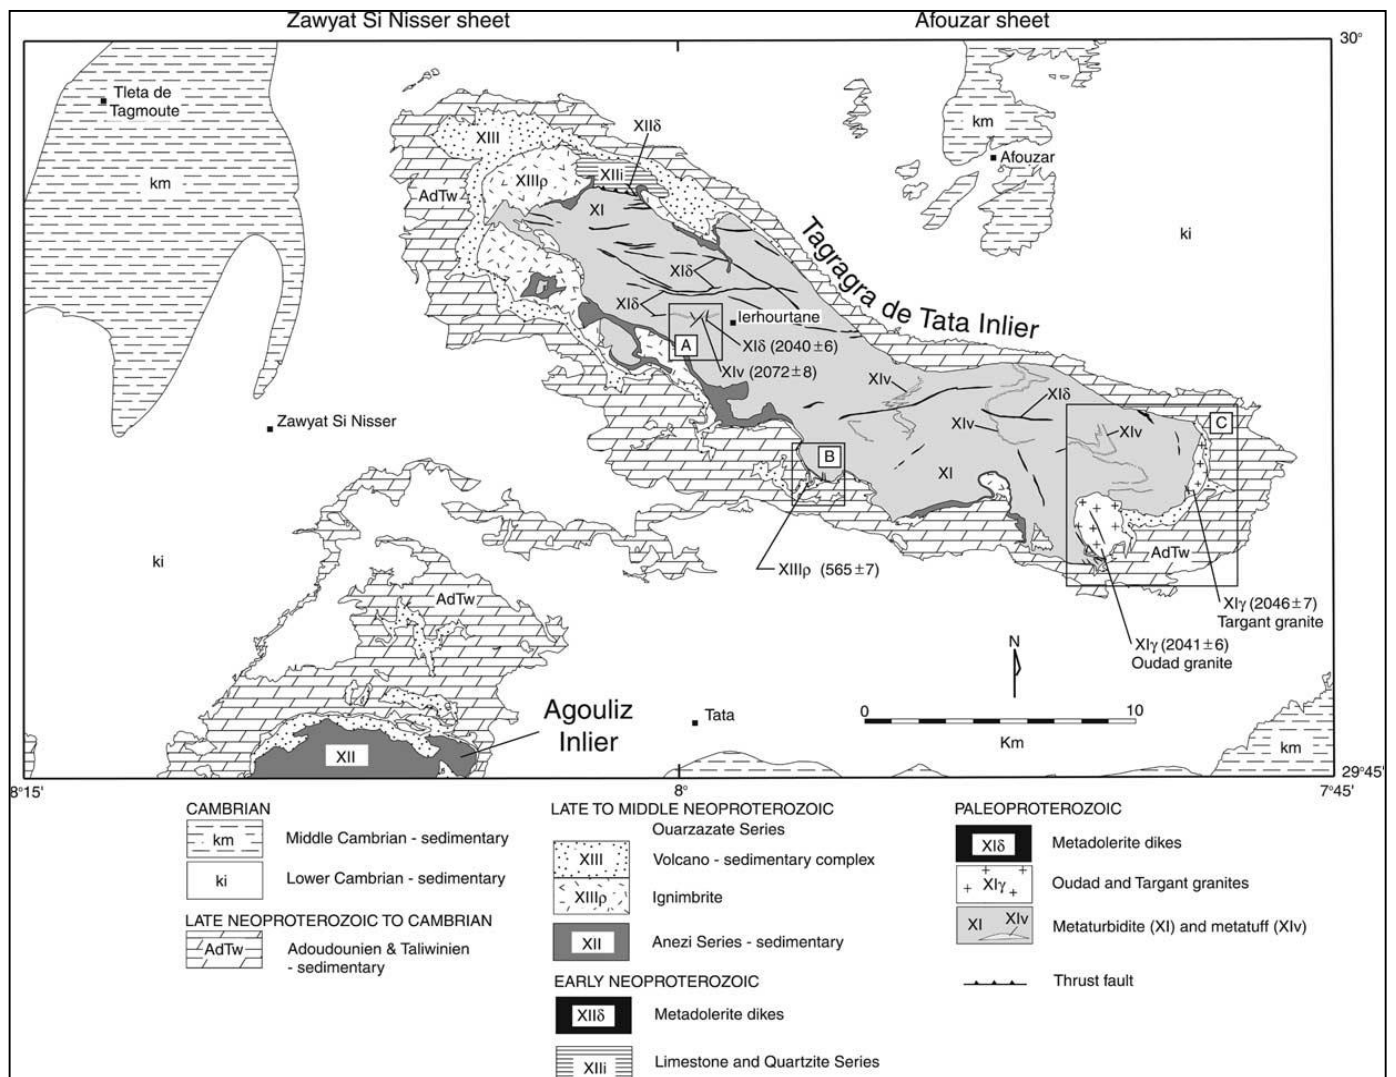 Zawyat Si Nisser sheet
Afouzar sheet
30°
Tleta de
Tagmoute
km
XIII
XIIδ
km
Afouzar
XIIIρ
XIIi
AdTw
XI
ki
Tagragra de Tata Inlier
XIδ
XIδ
Ierhourtane
A
XIδ (2040±6)
XIv (2072±8)
XIv
XIδ
Zawyat Si Nisser
XIv
XIv
C
B
XI
ki
AdTw
XIIIρ (565±7)
AdTw
XIγ (2046±7)
Targant granite
XIγ (2041±6)
Oudad granite
N
Agouliz
Inlier
Tata
0
10
Km
XII
km
29°45'
8°15'
8°
7°45'
CAMBRIAN
km
Middle Cambrian - sedimentary
ki
Lower Cambrian - sedimentary
LATE NEOPROTEROZOIC TO CAMBRIAN
AdTw
Adoudounien & Taliwinien
- sedimentary
LATE TO MIDDLE NEOPROTEROZOIC
Ouarzazate Series
XIII
Volcano - sedimentary complex
XIIIρ
Ignimbrite
XII
Anezi Series - sedimentary
EARLY NEOPROTEROZOIC
XIIδ
Metadolerite dikes
XIIi
Limestone and Quartzite Series
PALEOPROTEROZOIC
XIδ
Metadolerite dikes
XIγ
Oudad and Targant granites
XI XIv
Metaturbidite (XI) and metatuff (XIv)
Thrust fault